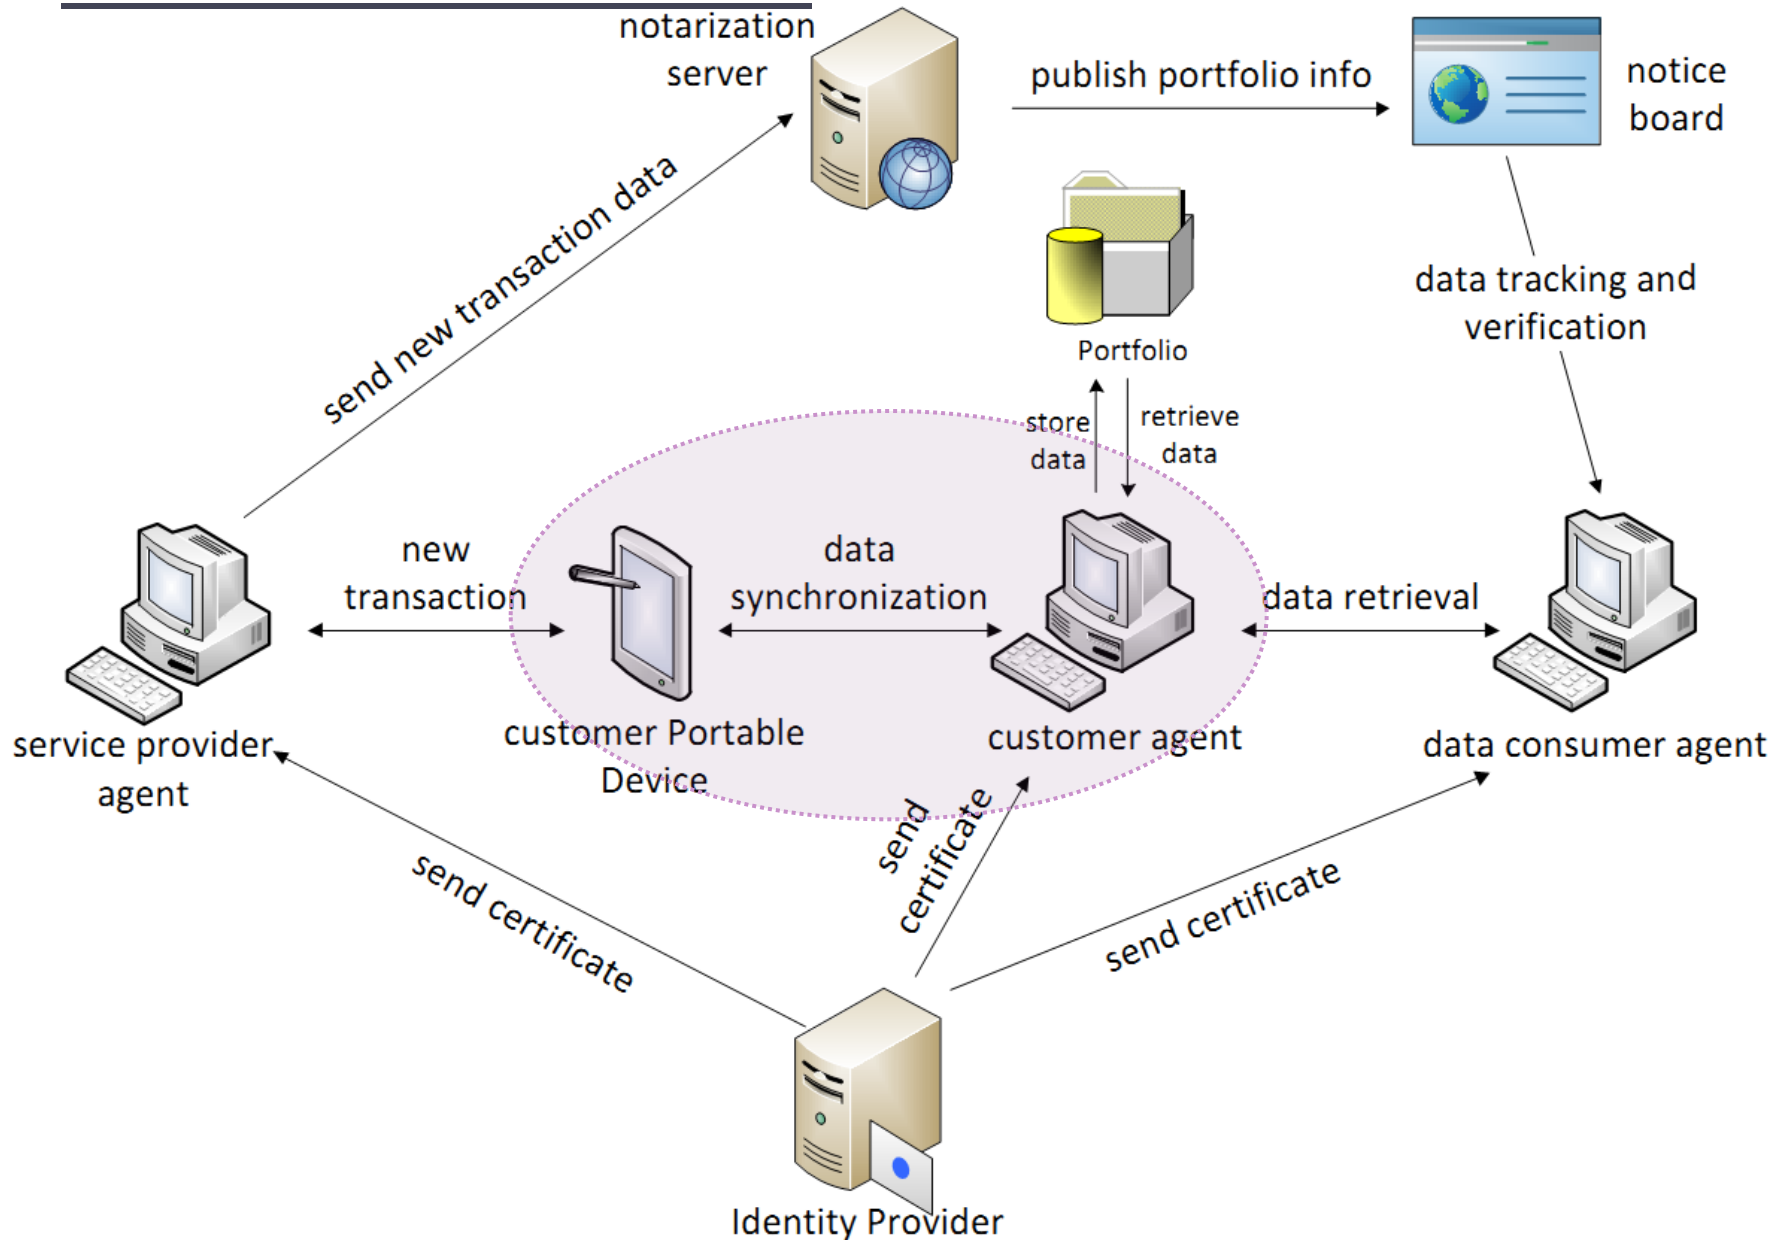 notarization
server
publish portfolio info
notice
board
send new transaction data
data tracking and
verification
Portfolio
store
data
retrieve
data
new
transaction
data
synchronization
data retrieval
service provider
agent
customer Portable
Device
customer agent
data consumer agent
send certificate
send
certificate
send certificate
Identity Provider